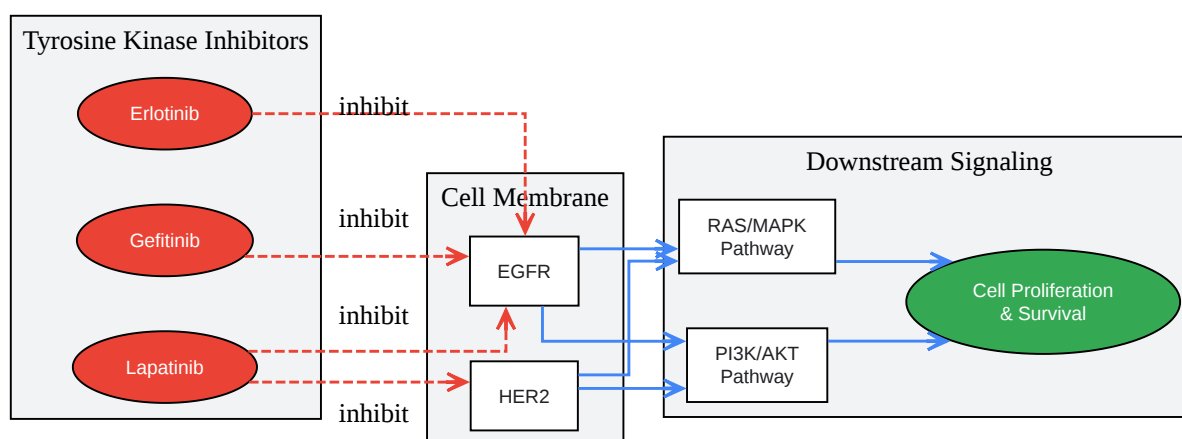 Tyrosine Kinase Inhibitors
Erlotinib
inhibit
Gefitinib
inhibit
Lapatinib
inhibit
inhibit
Cell Membrane
EGFR
HER2
Downstream Signaling
RAS/MAPK
Pathway
PI3K/AKT
Pathway
Cell Proliferation
& Survival